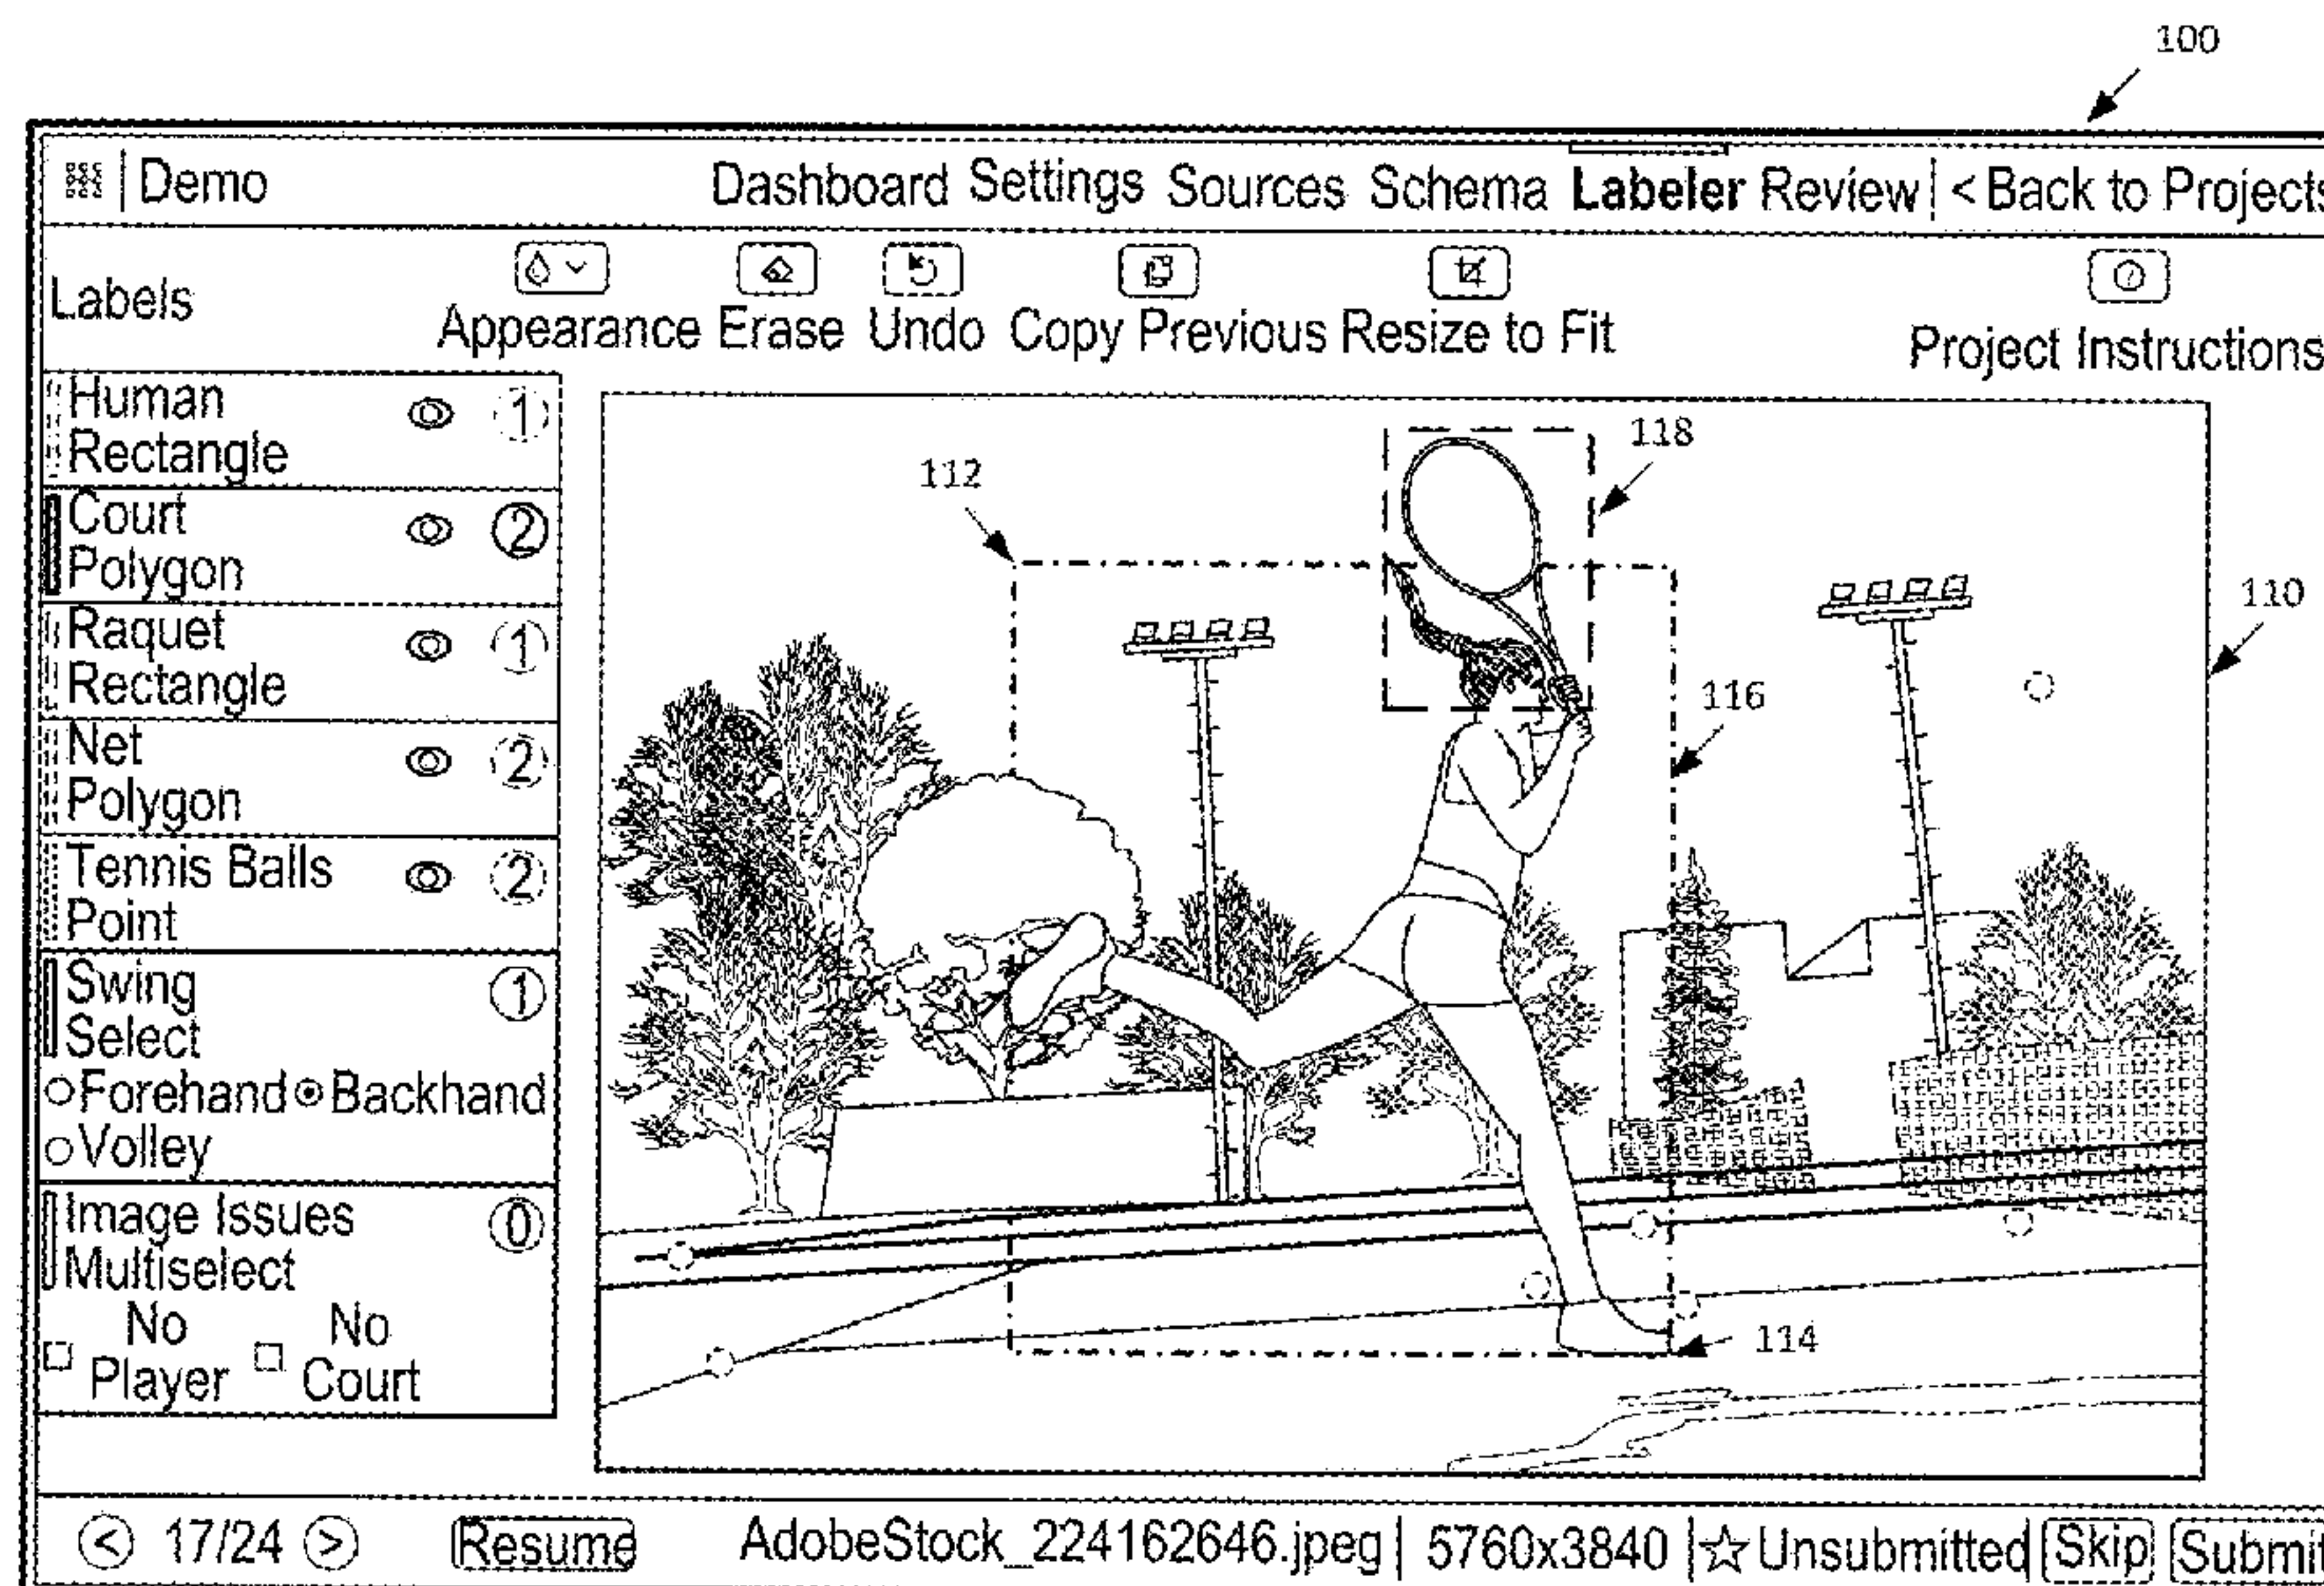 100
Demo Dashboard Settings Sources Schema Labeler Review | < Back to Projects
Labels
Appearance Erase Undo Copy Previous Resize to Fit Project Instructions
Human 1
Rectangle
Court 2
Polygon
Raquet 1
Rectangle
Net 2
Polygon
Tennis Balls 2
Point
Swing 1
Select
Forehand Backhand
Volley
Image Issues 0
Multiselect
No Player No Court
112
118
110
116
114
< 17/24 > Resume AdobeStock_224162646.jpeg | 5760x3840 | ☆ Unsubmitted Skip Submit